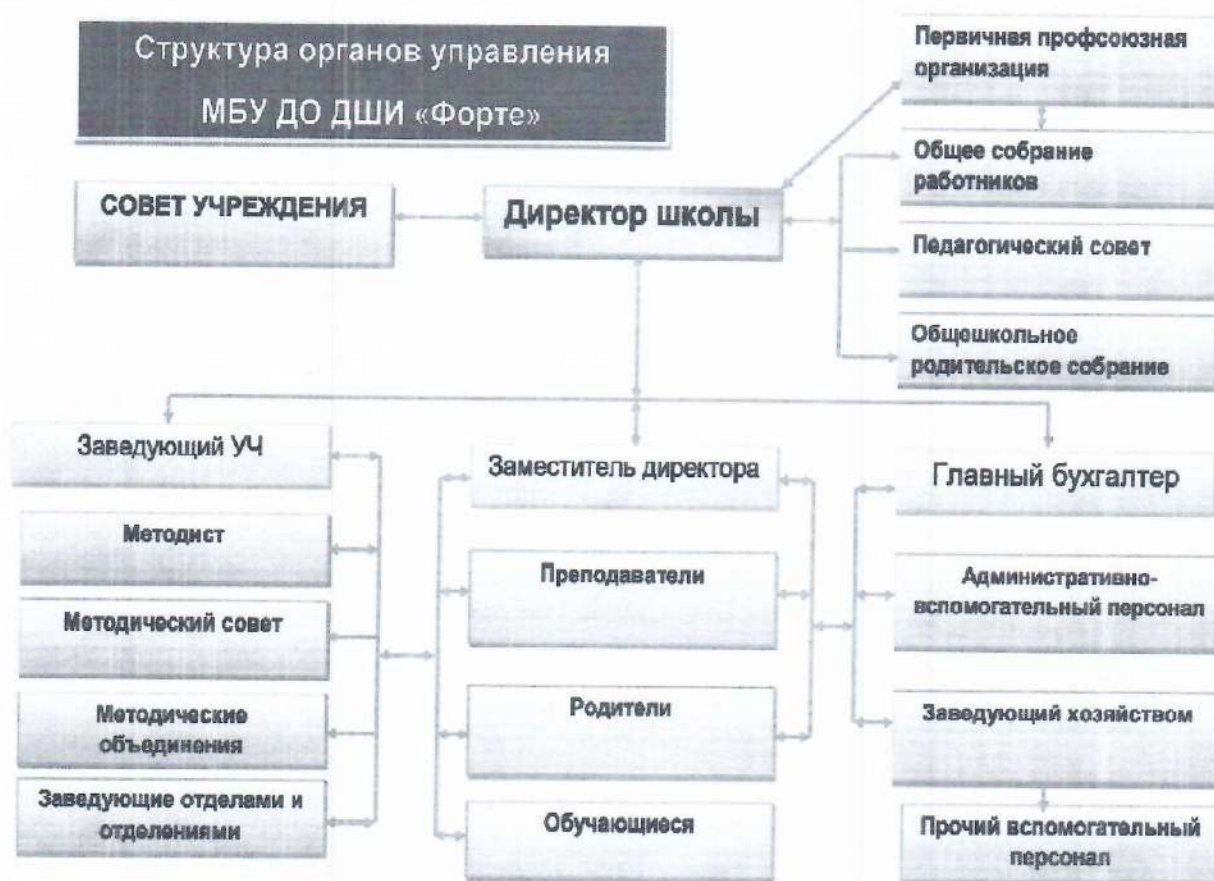 Структура органов управления
МБУ ДО ДШИ «Форте»
Первичная профсоюзная
организация
Общее собрание
работников
СОВЕТ УЧРЕЖДЕНИЯ
Директор школы
Педагогический совет
Общешкольное
родительское собрание
Заведующий УЧ
Методист
Методический совет
Методические
объединения
Заведующие отделами и
отделениями
Заместитель директора
Преподаватели
Родители
Обучающиеся
Главный бухгалтер
Административно-
вспомогательный персонал
Заведующий хозяйством
Прочий вспомогательный
персонал